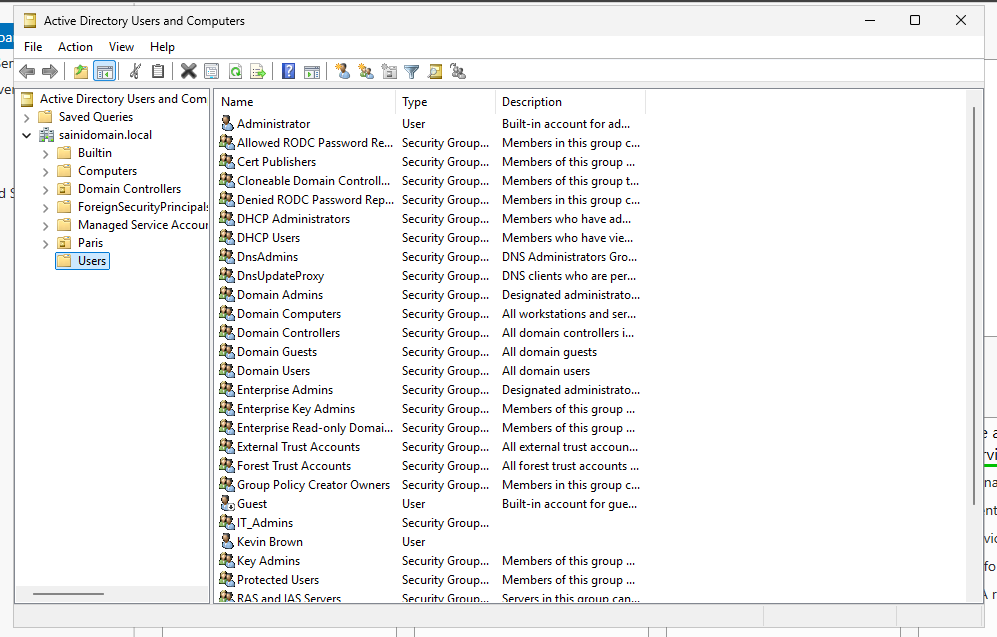 Active Directory Users and Computers
File Action View Help
Active Directory Users and Com
Saved Queries
sainidomain.local
Builtin
Computers
Domain Controllers
ForeignSecurityPrincipals
Managed Service Accour
Paris
Users
Name Type Description
Administrator User Built-in account for ad...
Allowed RODC Password Re... Security Group... Members in this group c...
Cert Publishers Security Group... Members of this group ...
Cloneable Domain Controll... Security Group... Members of this group t...
Denied RODC Password Rep... Security Group... Members in this group c...
DHCP Administrators Security Group... Members who have ad...
DHCP Users Security Group... Members who have vie...
DnsAdmins Security Group... DNS Administrators Gro...
DnsUpdateProxy Security Group... DNS clients who are per...
Domain Admins Security Group... Designated administrato...
Domain Computers Security Group... All workstations and ser...
Domain Controllers Security Group... All domain controllers i...
Domain Guests Security Group... All domain guests
Domain Users Security Group... All domain users
Enterprise Admins Security Group... Designated administrato...
Enterprise Key Admins Security Group... Members of this group ...
Enterprise Read-only Domai... Security Group... Members of this group ...
External Trust Accounts Security Group... All external trust accoun...
Forest Trust Accounts Security Group... All forest trust accounts ...
Group Policy Creator Owners Security Group... Members in this group c...
Guest User Built-in account for gue...
IT_Admins Security Group...
Kevin Brown User
Key Admins Security Group... Members of this group ...
Protected Users Security Group... Members of this group ...
RAS and IAS Servers Security Group... Servers in this group can...